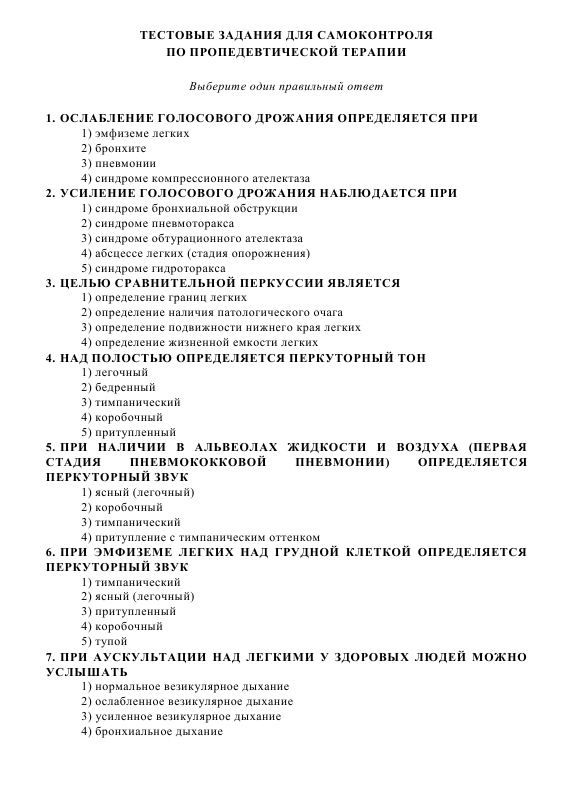 ТЕСТОВЫЕ ЗАДАНИЯ ДЛЯ САМОКОНТРОЛЯ
ПО ПРОПЕДЕВТИЧЕСКОЙ ТЕРАПИИ
Выберите один правильный ответ
1. ОСЛАБЛЕНИЕ ГОЛОСОВОГО ДРОЖАНИЯ ОПРЕДЕЛЯЕТСЯ ПРИ
1) эмфиземе легких
2) бронхите
3) пневмонии
4) синдроме компрессионного ателектаза
2. УСИЛЕНИЕ ГОЛОСОВОГО ДРОЖАНИЯ НАБЛЮДАЕТСЯ ПРИ
1) синдроме бронхиальной обструкции
2) синдроме пневмоторакса
3) синдроме обтурационного ателектаза
4) абсцессе легких (стадия опорожнения)
5) синдроме гидроторакса
3. ЦЕЛЬЮ СРАВНИТЕЛЬНОЙ ПЕРКУССИИ ЯВЛЯЕТСЯ
1) определение границ легких
2) определение наличия патологического очага
3) определение подвижности нижнего края легких
4) определение жизненной емкости легких
4. НАД ПОЛОСТЬЮ ОПРЕДЕЛЯЕТСЯ ПЕРКУТОРНЫЙ ТОН
1) легочный
2) бедренный
3) тимпанический
4) коробочный
5) притупленный
5. ПРИ НАЛИЧИИ В АЛЬВЕОЛАХ ЖИДКОСТИ И ВОЗДУХА (ПЕРВАЯ
СТАДИЯ ПНЕВМОКОККОВОЙ ПНЕВМОНИИ) ОПРЕДЕЛЯЕТСЯ
ПЕРКУТОРНЫЙ ЗВУК
1) ясный (легочный)
2) коробочный
3) тимпанический
4) притупление с тимпаническим оттенком
6. ПРИ ЭМФИЗЕМЕ ЛЕГКИХ НАД ГРУДНОЙ КЛЕТКОЙ ОПРЕДЕЛЯЕТСЯ
ПЕРКУТОРНЫЙ ЗВУК
1) тимпанический
2) ясный (легочный)
3) притупленный
4) коробочный
5) тупой
7. ПРИ АУСКУЛЬТАЦИИ НАД ЛЕГКИМИ У ЗДОРОВЫХ ЛЮДЕЙ МОЖНО
УСЛЫШАТЬ
1) нормальное везикулярное дыхание
2) ослабленное везикулярное дыхание
3) усиленное везикулярное дыхание
4) бронхиальное дыхание